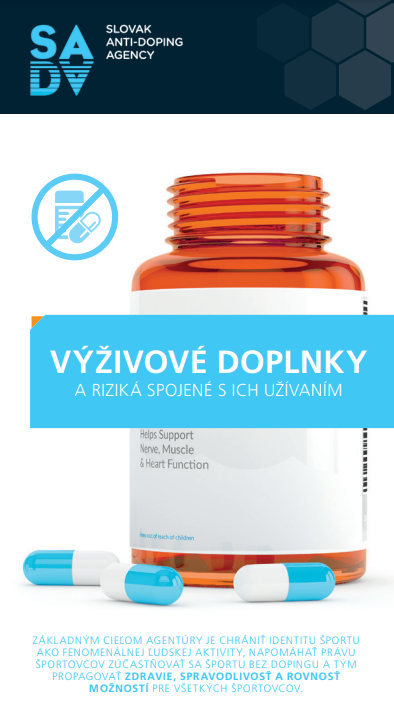 SA
DA
SLOVAK
ANTI-DOPING
AGENCY
VÝŽIVOVÉ DOPLNKY
A RIZIKÁ SPOJENÉ S ICH UŽÍVANÍM
Helps Support
Nerve, Muscle
& Heart Function
Keep out of reach of children
ZÁKLADNÝM CIEĽOM AGENTÚRY JE CHRÁNIŤ IDENTITU ŠPORTU
AKO FENOMENÁLNEJ ĽUDSKEJ AKTIVITY, NAPOMÁHAŤ PRÁVU
ŠPORTOVCOV ZÚČASTŇOVAŤ SA ŠPORTU BEZ DOPINGU A TÝM
PROPAGOVAŤ ZDRAVIE, SPRAVODLIVOSŤ A ROVNOSŤ
MOŽNOSTÍ PRE VŠETKÝCH ŠPORTOVCOV.